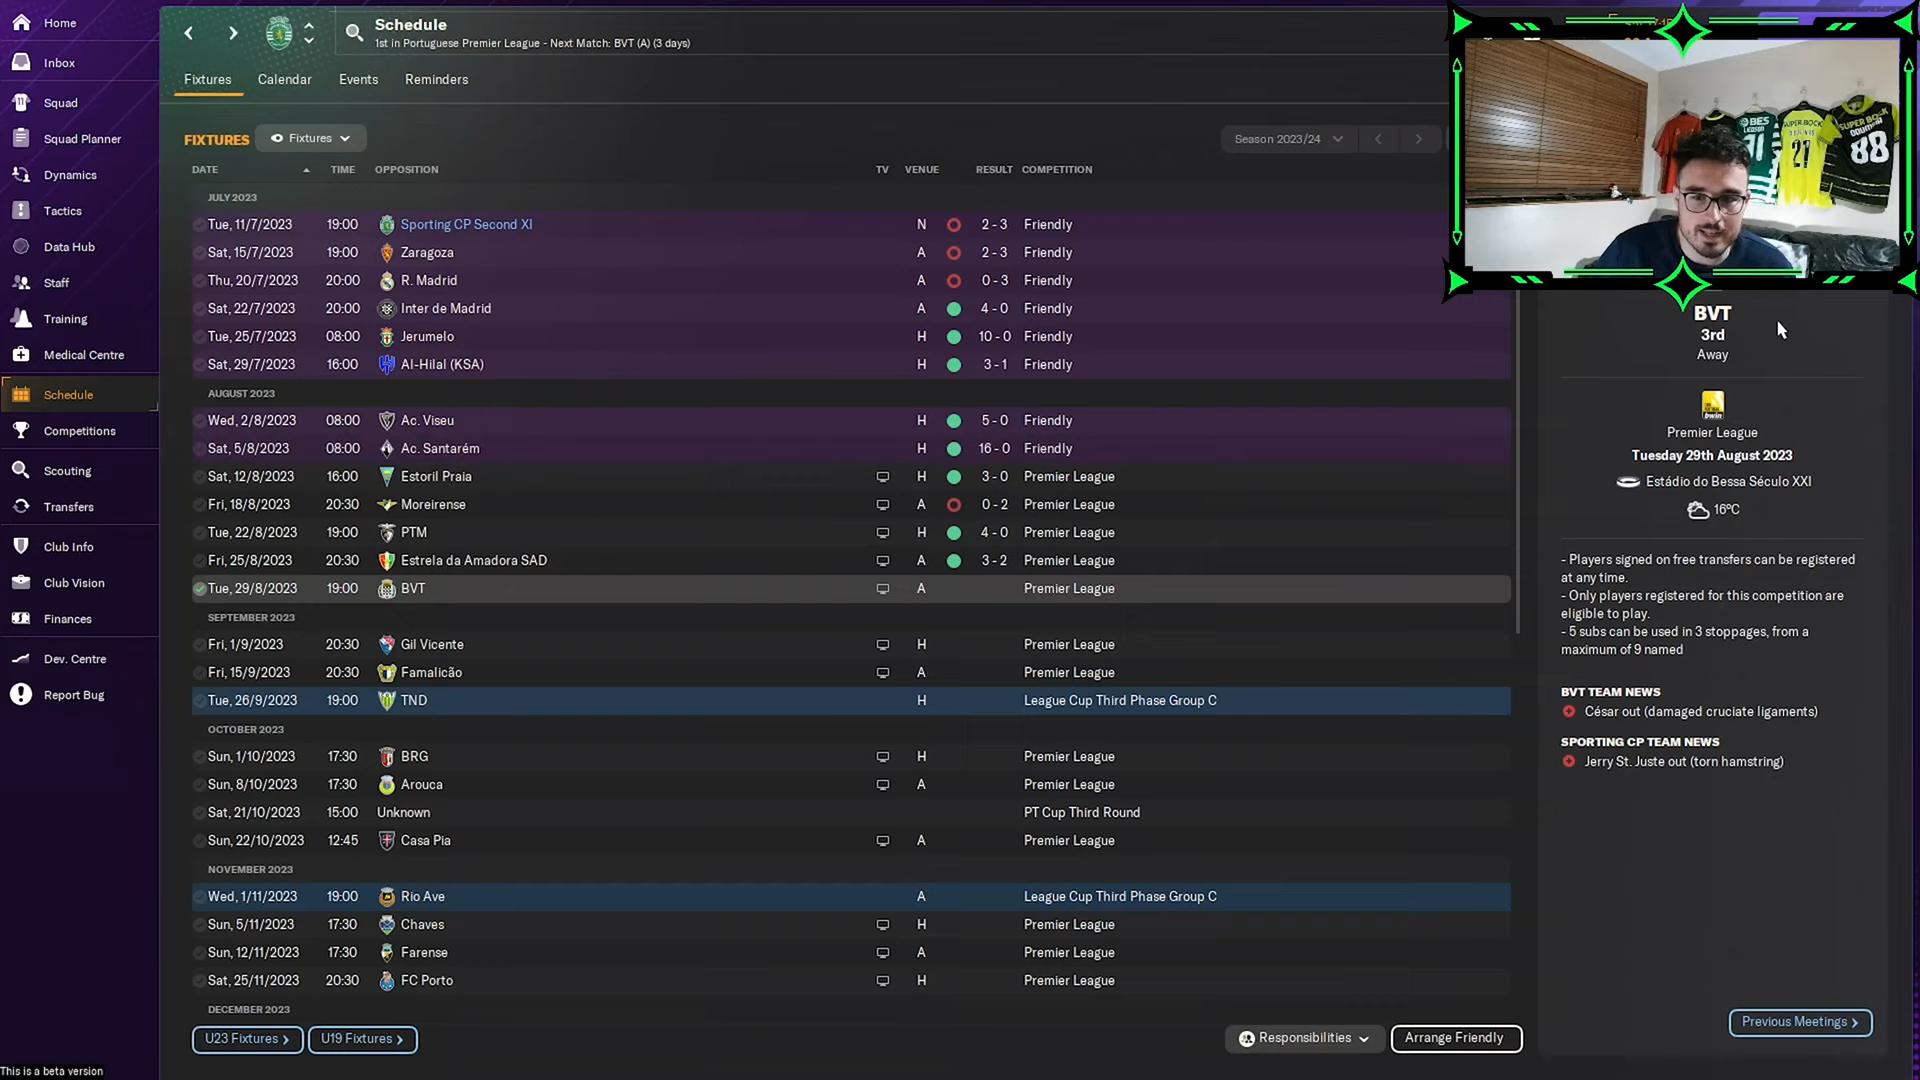 Home
Inbox
Squad
Squad Planner
Dynamics
Tactics
Data Hub
Staff
Training
Medical Centre
Schedule
Competitions
Scouting
Transfers
Club Info
Club Vision
Finances
Dev. Centre
Report Bug
This is a beta version
Schedule
1st in Portuguese Premier League - Next Match: BVT (A) (3 days)
Fixtures Calendar Events Reminders
FIXTURES Fixtures Season 2023/24
DATE TIME OPPOSITION TV VENUE RESULT COMPETITION
JULY 2023
Tue, 11/7/2023 19:00 Sporting CP Second XI N 2 - 3 Friendly
Sat, 15/7/2023 19:00 Zaragoza A 2 - 3 Friendly
Thu, 20/7/2023 20:00 R. Madrid A 0 - 3 Friendly
Sat, 22/7/2023 20:00 Inter de Madrid A 4 - 0 Friendly
Tue, 25/7/2023 08:00 Jerumelo H 10 - 0 Friendly
Sat, 29/7/2023 16:00 Al-Hilal (KSA) H 3 - 1 Friendly
AUGUST 2023
Wed, 2/8/2023 08:00 Ac. Viseu H 5 - 0 Friendly
Sat, 5/8/2023 08:00 Ac. Santarém H 16 - 0 Friendly
Sat, 12/8/2023 16:00 Estoril Praia H 3 - 0 Premier League
Fri, 18/8/2023 20:30 Moreirense A 0 - 2 Premier League
Tue, 22/8/2023 19:00 PTM H 4 - 0 Premier League
Fri, 25/8/2023 20:30 Estrela da Amadora SAD A 3 - 2 Premier League
Tue, 29/8/2023 19:00 BVT A Premier League
SEPTEMBER 2023
Fri, 1/9/2023 20:30 Gil Vicente H Premier League
Fri, 15/9/2023 20:30 Famalicão A Premier League
Tue, 26/9/2023 19:00 TND H League Cup Third Phase Group C
OCTOBER 2023
Sun, 1/10/2023 17:30 BRG H Premier League
Sun, 8/10/2023 17:30 Arouca A Premier League
Sat, 21/10/2023 15:00 Unknown PT Cup Third Round
Sun, 22/10/2023 12:45 Casa Pia A Premier League
NOVEMBER 2023
Wed, 1/11/2023 19:00 Rio Ave A League Cup Third Phase Group C
Sun, 5/11/2023 17:30 Chaves H Premier League
Sun, 12/11/2023 17:30 Farense A Premier League
Sat, 25/11/2023 20:30 FC Porto H Premier League
DECEMBER 2023
U23 Fixtures U19 Fixtures Responsibilities Arrange Friendly
BES
91
SUPER BOCK
21
SUPER BOCK
88
BVT
3rd
Away
bwin
Premier League
Tuesday 29th August 2023
Estádio do Bessa Século XXI
16ºC
- Players signed on free transfers can be registered
at any time.
- Only players registered for this competition are
eligible to play.
- 5 subs can be used in 3 stoppages, from a
maximum of 9 named
BVT TEAM NEWS
César out (damaged cruciate ligaments)
SPORTING CP TEAM NEWS
Jerry St. Juste out (torn hamstring)
Previous Meetings